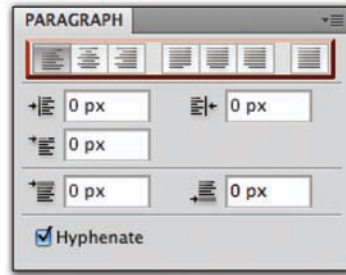 PARAGRAPH
0 px 0 px
0 px
0 px 0 px
Hyphenate